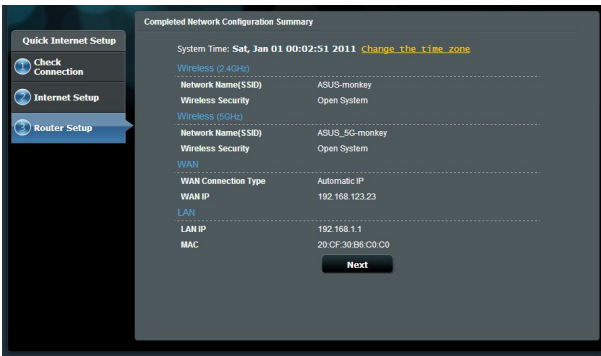 Completed Network Configuration Summary
Quick Internet Setup
1 Check Connection
2 Internet Setup
3 Router Setup
System Time: Sat, Jan 01 00:02:51 2011 Change the time zone
Wireless (2.4GHz)
Network Name(SSID) ASUS-monkey
Wireless Security Open System
Wireless (5GHz)
Network Name(SSID) ASUS_5G-monkey
Wireless Security Open System
WAN
WAN Connection Type Automatic IP
WAN IP 192.168.123.23
LAN
LAN IP 192.168.1.1
MAC 20:CF:30:B6:C0:C0
Next